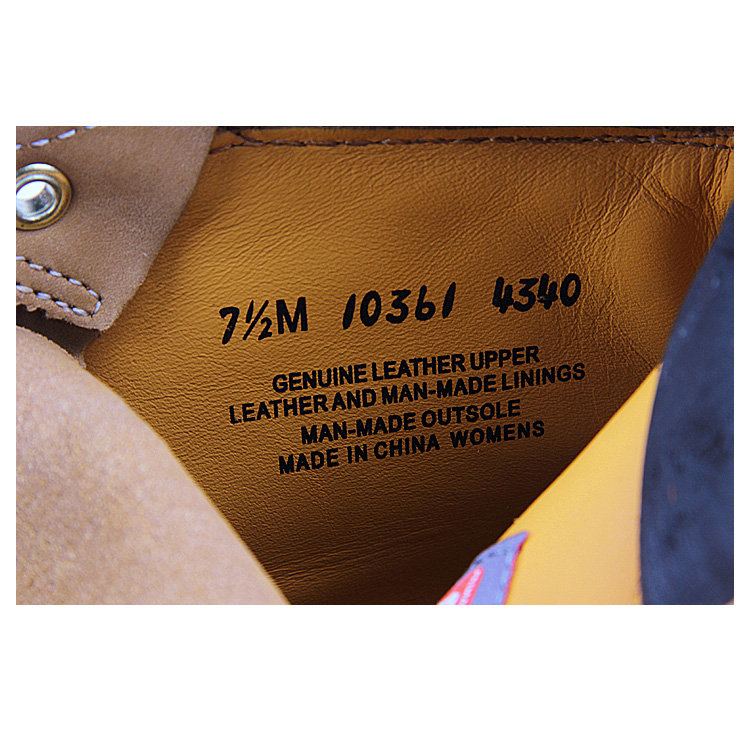 7½M 10361 4340
GENUINE LEATHER UPPER
LEATHER AND MAN-MADE LININGS
MAN-MADE OUTSOLE
MADE IN CHINA WOMENS